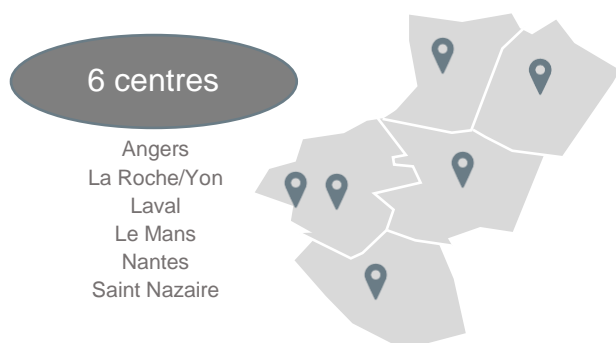 6 centres
Angers
La Roche/Yon
Laval
Le Mans
Nantes
Saint Nazaire